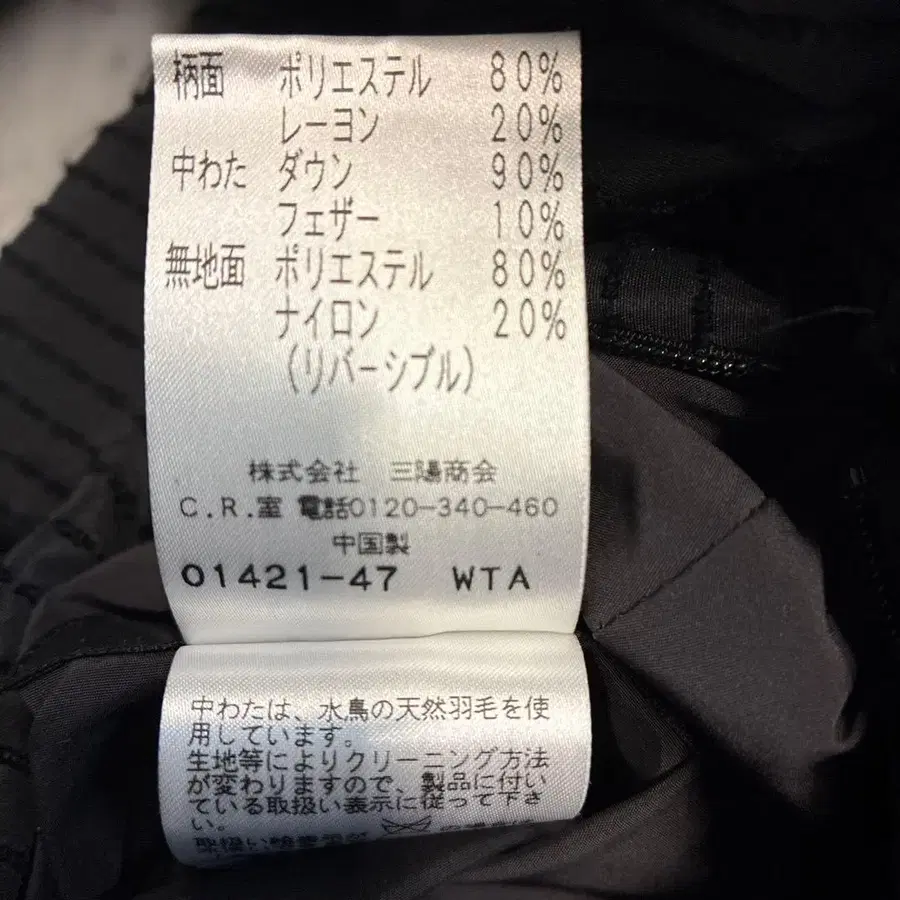 柄面 ポリエステル 80%
レーヨン 20%
中わた ダウン 90%
フェザー 10%
無地面 ポリエステル 80%
ナイロン 20%
(リバーシブル)
株式会社 三陽商会
C.R.室 電話0120-340-460
中国製
01421-47 WTA
中わたは、水鳥の天然羽毛を使
用しています。
生地等によりクリーニング方法
が変わりますので、製品に付い
ている取扱い表示に従って下さ
い。